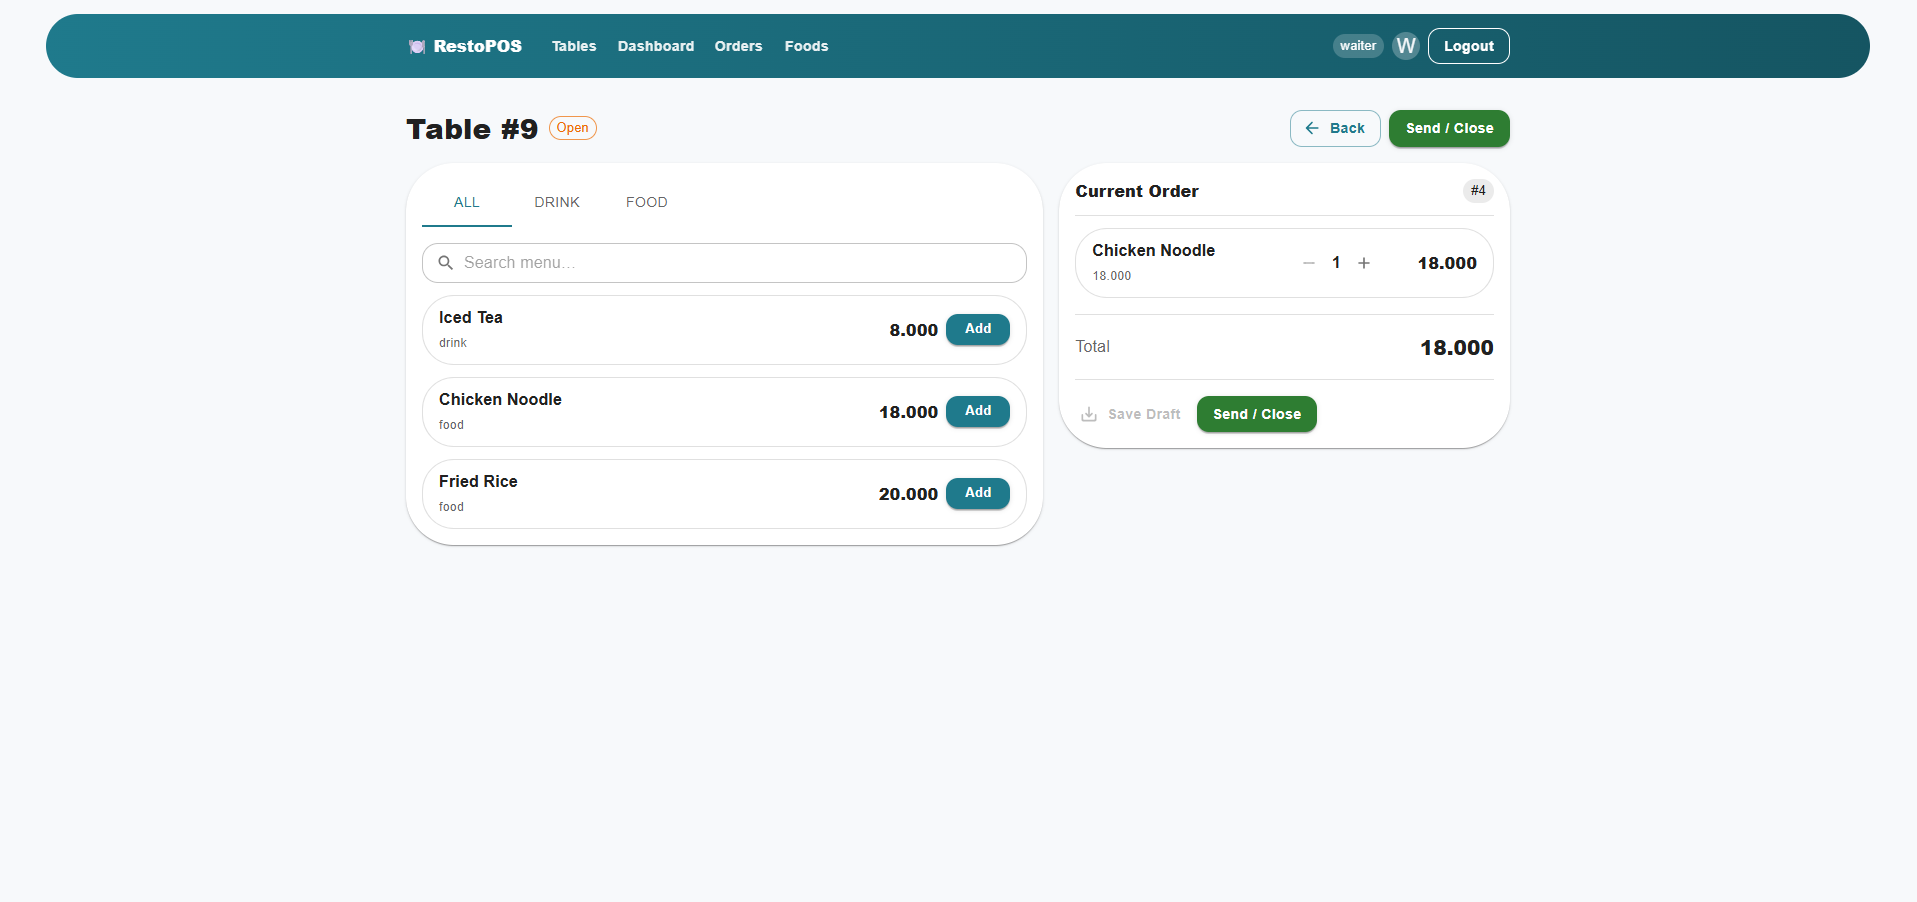 RestoPOS Tables Dashboard Orders Foods waiter W Logout
Table #9 Open Back Send / Close
ALL DRINK FOOD
Search menu...
Iced Tea
drink
8.000 Add
Chicken Noodle
food
18.000 Add
Fried Rice
food
20.000 Add
Current Order #4
Chicken Noodle
18.000
1 18.000
Total 18.000
Save Draft Send / Close